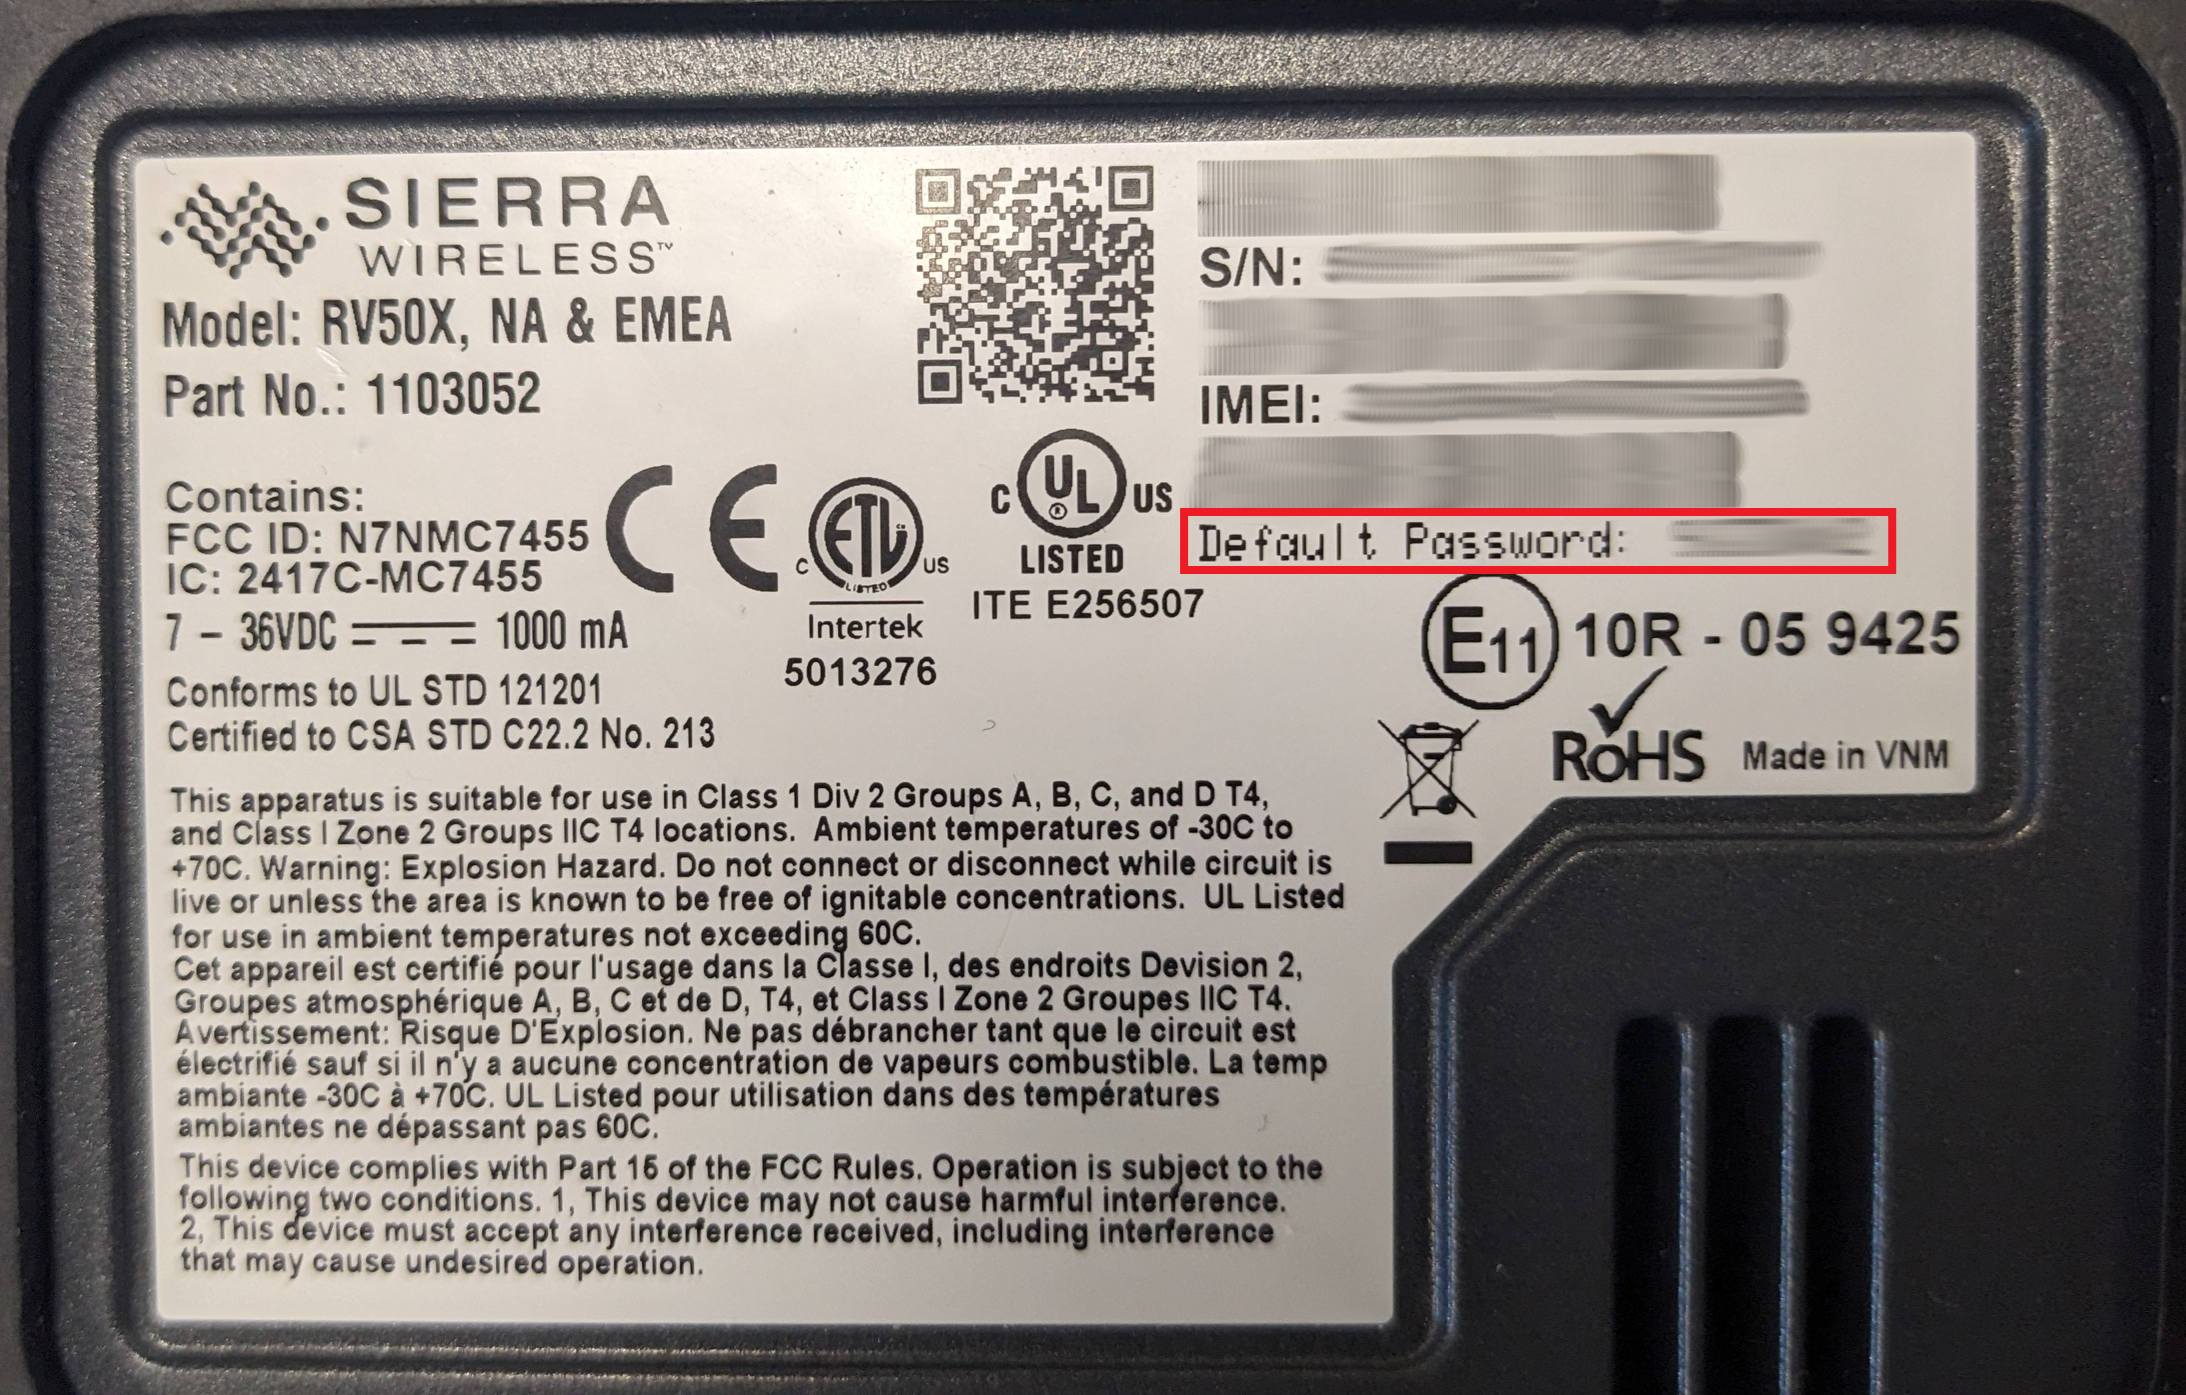 SIERRA
WIRELESS™
Model: RV50X, NA & EMEA
Part No.: 1103052
S/N:
IMEI:
Default Password:
Contains:
FCC ID: N7NMC7455
IC: 2417C-MC7455
7 – 36VDC 1000 mA
Conforms to UL STD 121201
Certified to CSA STD C22.2 No. 213
CE
C ETL US
LISTED
Intertek
5013276
C UL® US
LISTED
ITE E256507
E11 10R - 05 9425
RoHS Made in VNM
This apparatus is suitable for use in Class 1 Div 2 Groups A, B, C, and D T4,
and Class I Zone 2 Groups IIC T4 locations. Ambient temperatures of -30C to
+70C. Warning: Explosion Hazard. Do not connect or disconnect while circuit is
live or unless the area is known to be free of ignitable concentrations. UL Listed
for use in ambient temperatures not exceeding 60C.
Cet appareil est certifié pour l'usage dans la Classe I, des endroits Devision 2,
Groupes atmosphérique A, B, C et de D, T4, et Class I Zone 2 Groupes IIC T4.
Avertissement: Risque D'Explosion. Ne pas débrancher tant que le circuit est
électrifié sauf si il n'y a aucune concentration de vapeurs combustible. La temp
ambiante -30C à +70C. UL Listed pour utilisation dans des températures
ambiantes ne dépassant pas 60C.
This device complies with Part 15 of the FCC Rules. Operation is subject to the
following two conditions. 1, This device may not cause harmful interference.
2, This device must accept any interference received, including interference
that may cause undesired operation.